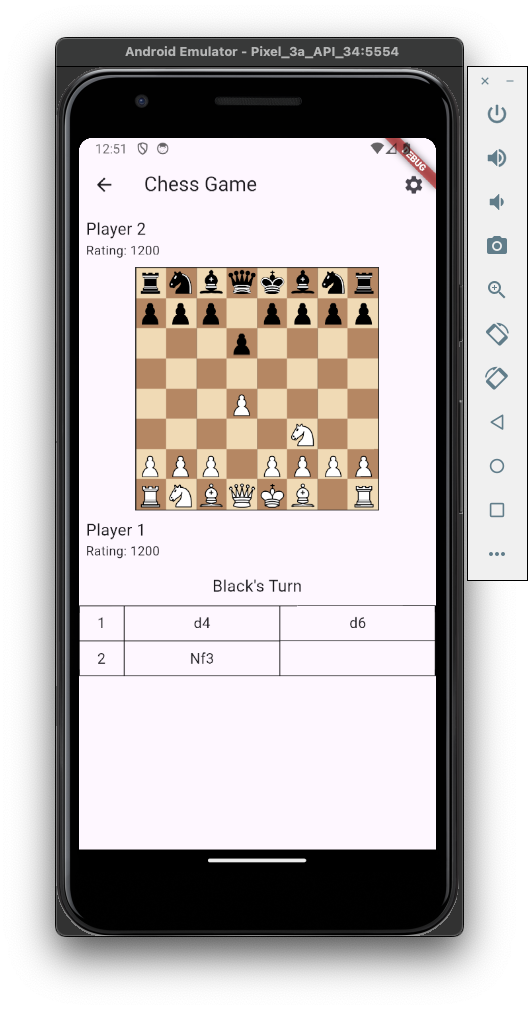 Android Emulator - Pixel_3a_API_34:5554
12:51
DEBUG
Chess Game
Player 2
Rating: 1200
Player 1
Rating: 1200
Black's Turn
1 d4 d6
2 Nf3